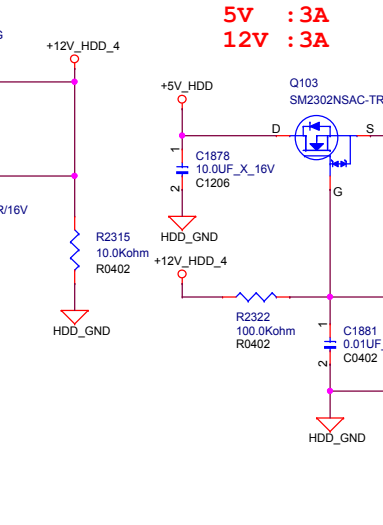 5V :3A
12V :3A
G
+12V_HDD_4
+5V_HDD
Q103
SM2302NSAC-TR
D
S
G
1
2
C1878
10.0UF_X_16V
C1206
R/16V
HDD_GND
R2315
10.0Kohm
R0402
+12V_HDD_4
HDD_GND
R2322
100.0Kohm
R0402
1
2
C1881
0.01UF_
C0402
HDD_GND